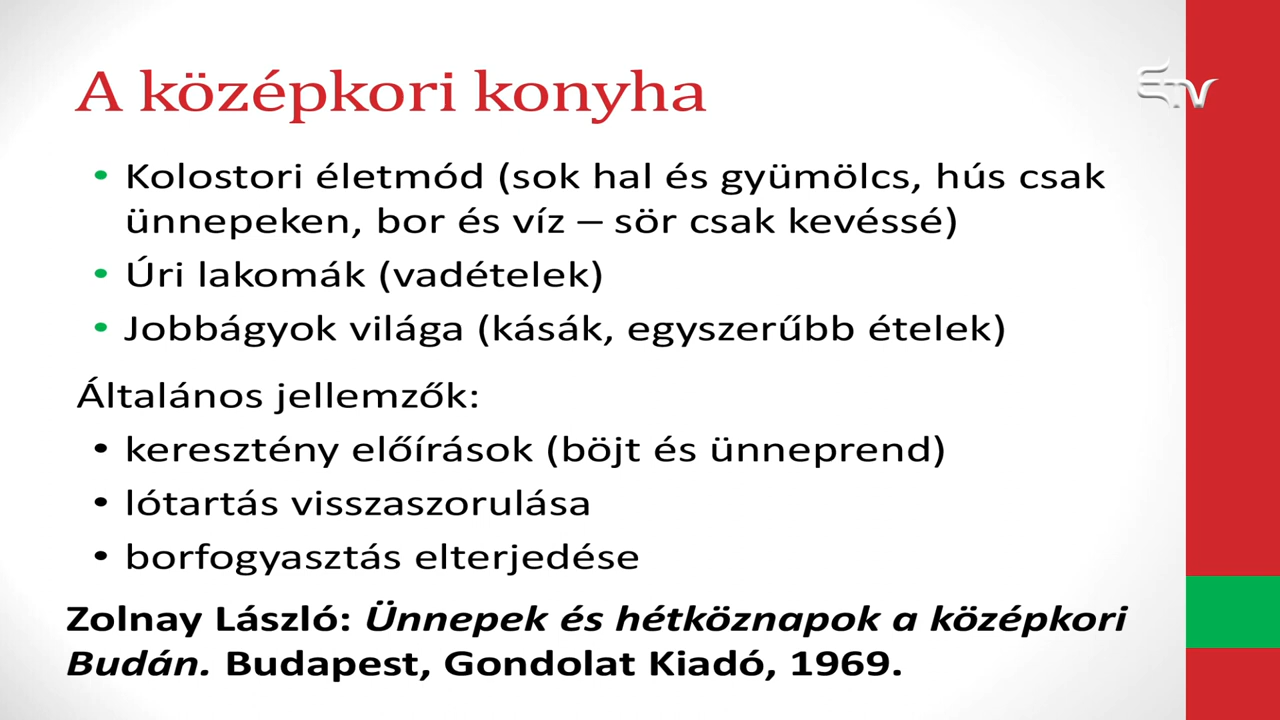 A középkori konyha
ETV
• Kolostori életmód (sok hal és gyümölcs, hús csak
ünnepeken, bor és víz – sör csak kevéssé)
• Úri lakomák (vadételek)
• Jobbágyok világa (kásák, egyszerűbb ételek)
Általános jellemzők:
• keresztény előírások (böjt és ünneprend)
• lótartás visszaszorulása
• borfogyasztás elterjedése
Zolnay László: Ünnepek és hétköznapok a középkori
Budán. Budapest, Gondolat Kiadó, 1969.